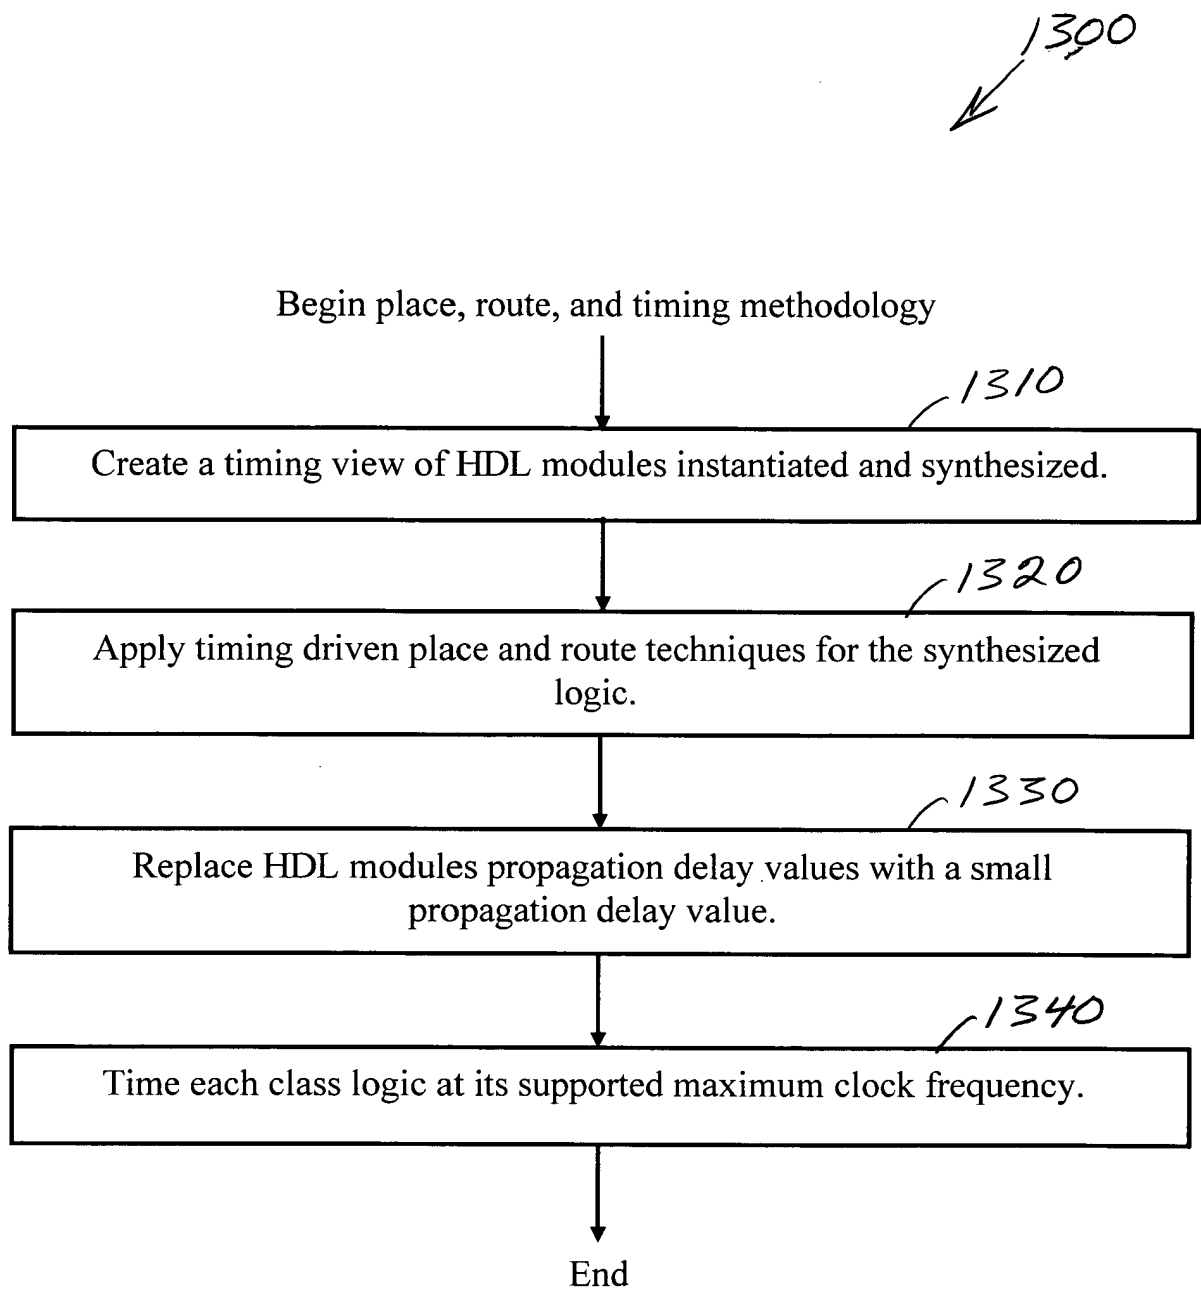 1300
Begin place, route, and timing methodology
1310
Create a timing view of HDL modules instantiated and synthesized.
1320
Apply timing driven place and route techniques for the synthesized
logic.
1330
Replace HDL modules propagation delay values with a small
propagation delay value.
1340
Time each class logic at its supported maximum clock frequency.
End